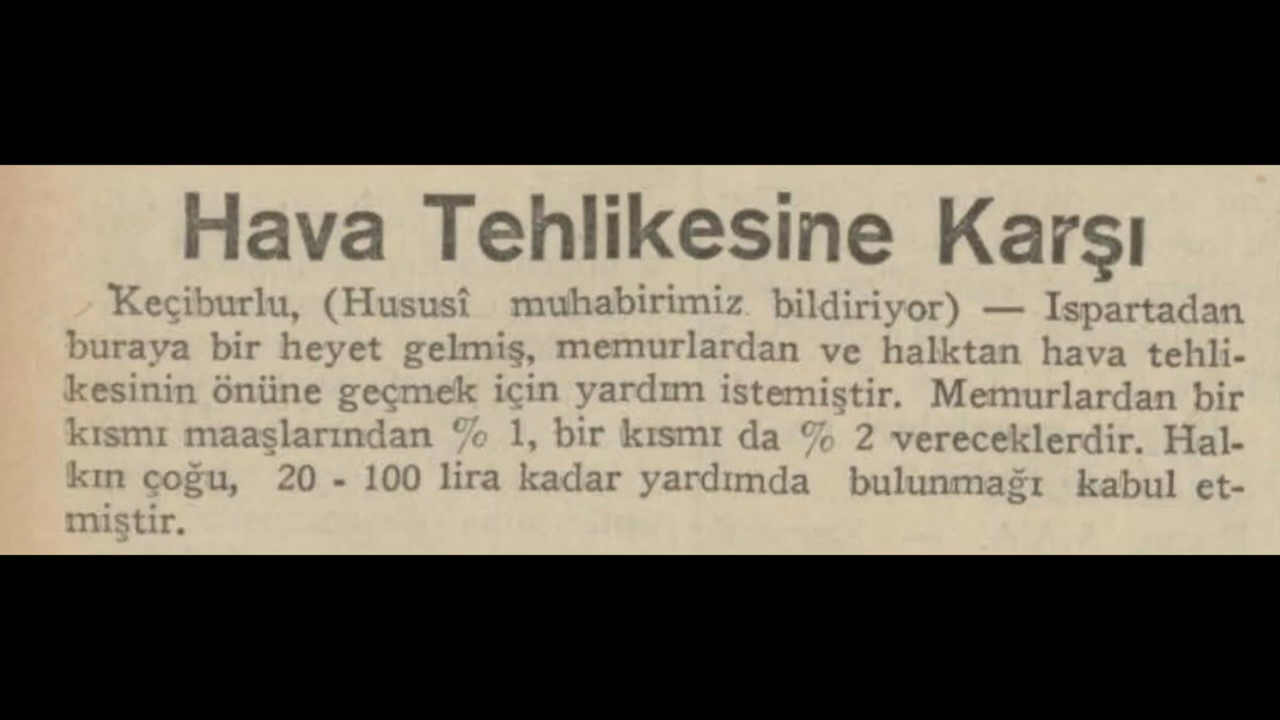 Hava Tehlikesine Karşı
Keçiburlu, (Hususî muhabirimiz bildiriyor) — Ispartadan
buraya bir heyet gelmiş, memurlardan ve halktan hava tehli-
kesinin önüne geçmek için yardım istemiştir. Memurlardan bir
kısmı maaşlarından % 1, bir kısmı da % 2 vereceklerdir. Hal-
kın çoğu, 20 - 100 lira kadar yardımda bulunmağı kabul et-
miştir.